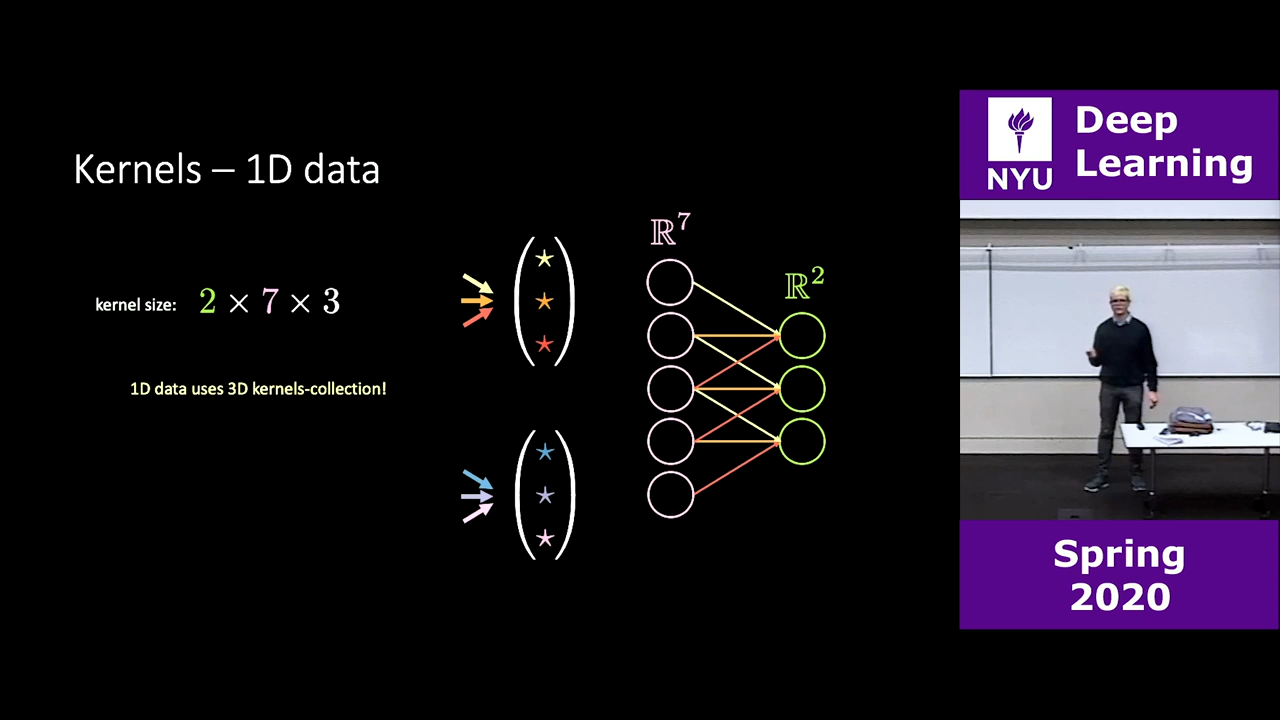 Kernels – 1D data
kernel size: 2 × 7 × 3
1D data uses 3D kernels-collection!
ℝ⁷
ℝ²
NYU
Deep
Learning
Spring
2020